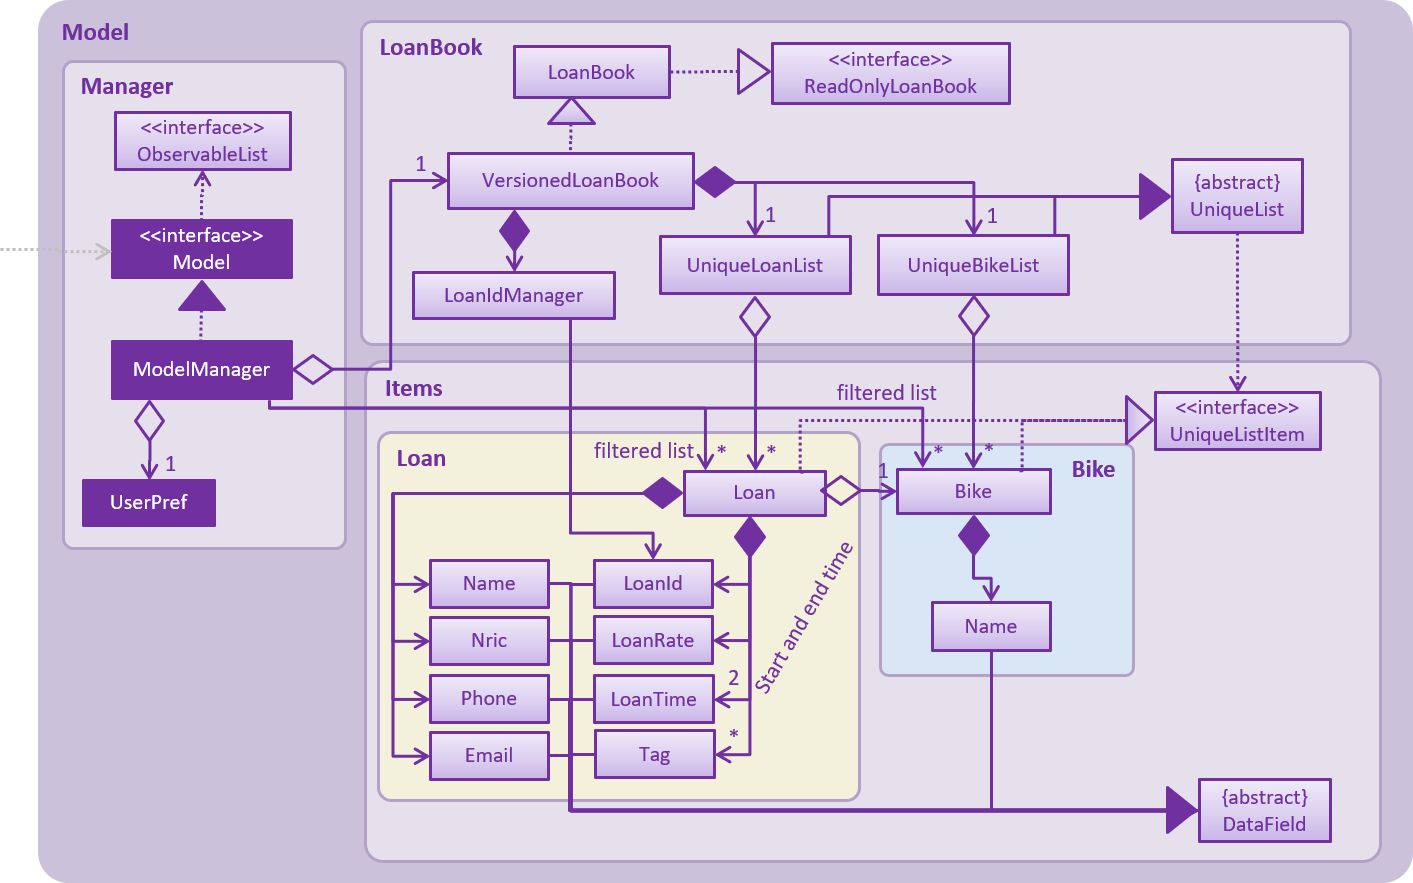 Model
Manager
<<interface>>
ObservableList
<<interface>>
Model
ModelManager
1
UserPref
LoanBook
LoanBook
<<interface>>
ReadOnlyLoanBook
1
VersionedLoanBook
{abstract}
UniqueList
1
1
UniqueLoanList
UniqueBikeList
LoanIdManager
Items
filtered list
<<interface>>
UniqueListItem
Loan
filtered list
*
*
*
*
Loan
1
Bike
Bike
Name
LoanId
Nric
LoanRate
Phone
LoanTime
2
Email
Tag
*
Start and end time
Name
{abstract}
DataField